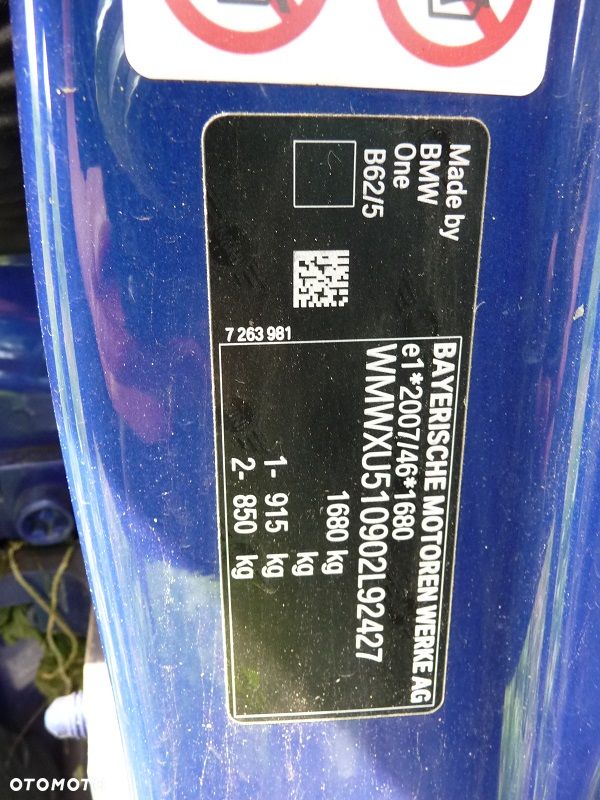 Made by
BMW
One
B62/5
7 263 981
BAYERISCHE MOTOREN WERKE AG
e1*2007/46*1680
WMWXU510902L92427
1680 kg
kg
1- 915 kg
2- 850 kg
OTOMOTO